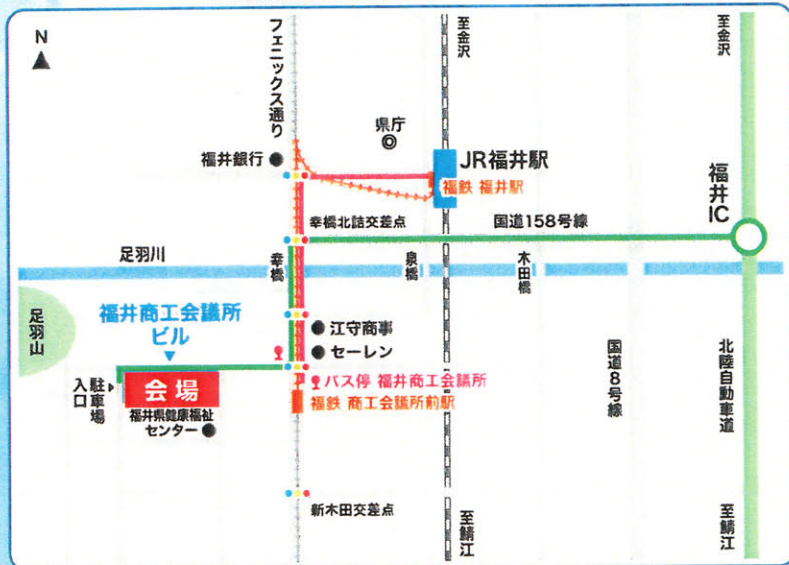 N
フェニックス通り
至金沢
至金沢
県庁
福井銀行
JR福井駅
福鉄 福井駅
福井IC
幸橋北詰交差点
国道158号線
足羽川
幸橋
泉橋
木田橋
足羽山
福井商工会議所
ビル
江守商事
セーレン
国道8号線
北陸自動車道
駐車場
入口
会場
バス停 福井商工会議所
福鉄 商工会議所前駅
福井県健康福祉
センター
新木田交差点
至鯖江
至鯖江